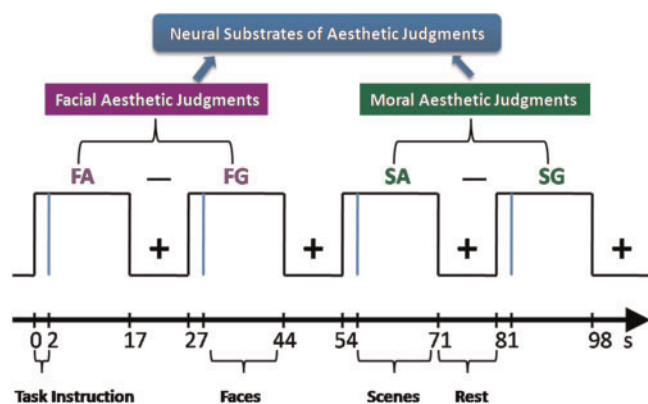 Neural Substrates of Aesthetic Judgments
Facial Aesthetic Judgments
Moral Aesthetic Judgments
FA — FG SA — SG
+ + + +
0 2 17 27 44 54 71 81 98 s
Task Instruction Faces Scenes Rest